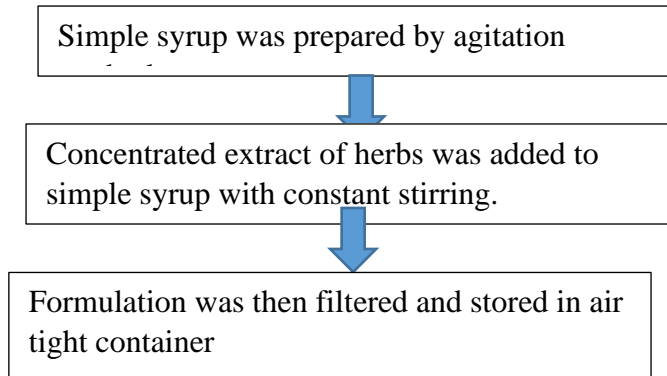 Simple syrup was prepared by agitation
Concentrated extract of herbs was added to
simple syrup with constant stirring.
Formulation was then filtered and stored in air
tight container